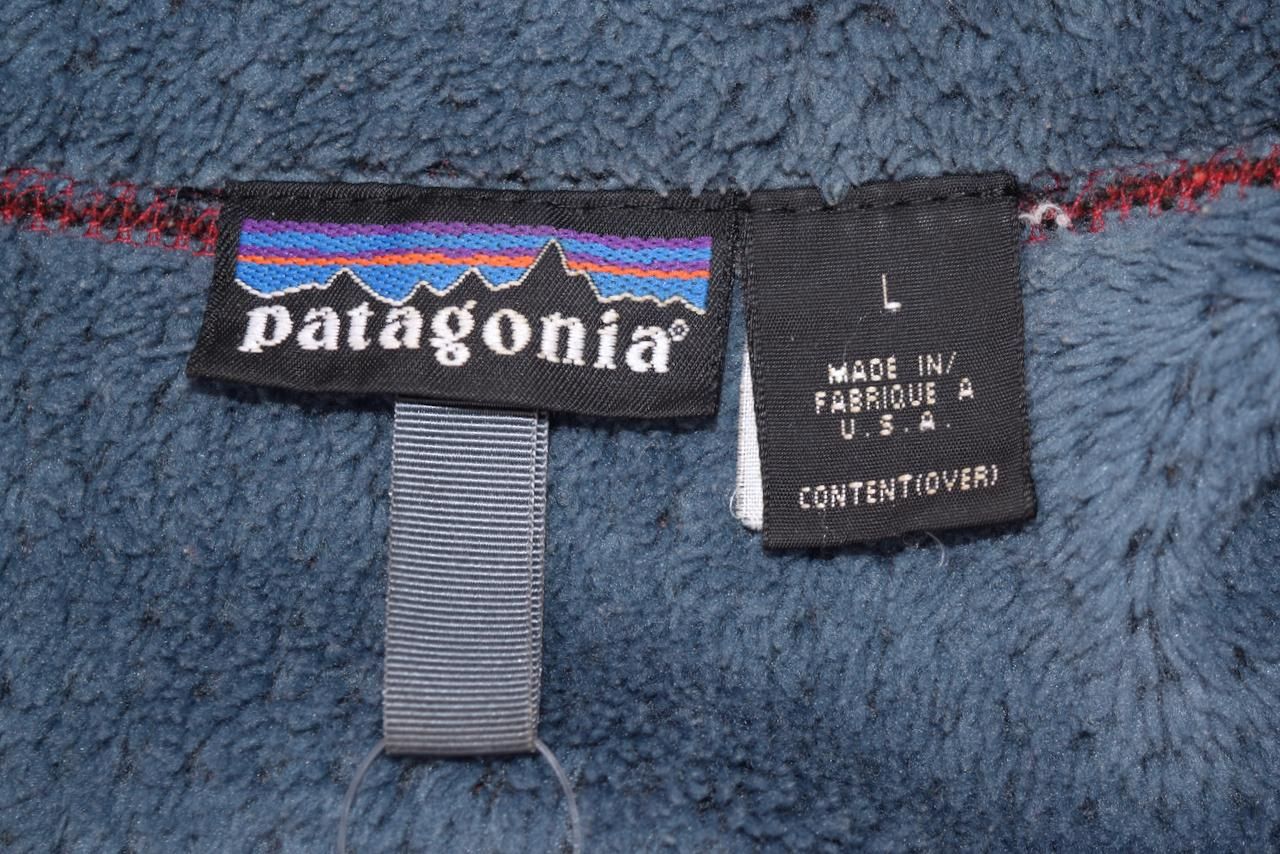 patagonia®
L
MADE IN/
FABRIQUE A
U.S.A.
CONTENT(OVER)